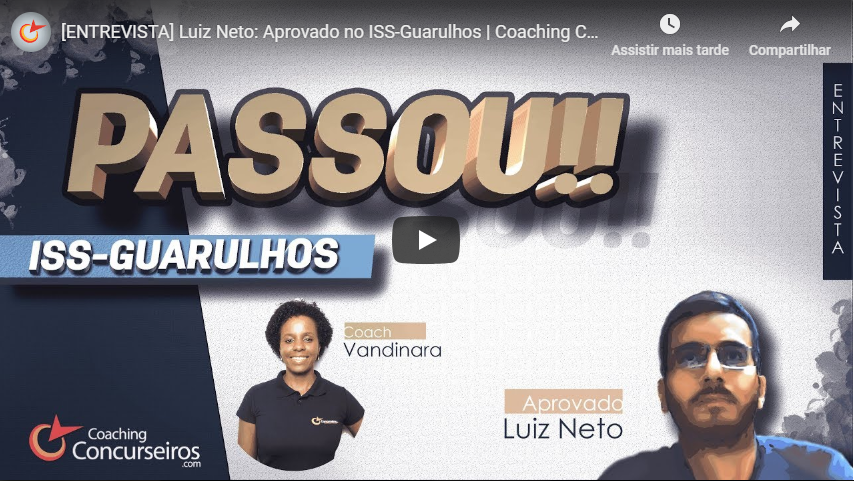 [ENTREVISTA] Luiz Neto: Aprovado no ISS-Guarulhos | Coaching C...
Assistir mais tarde
Compartilhar
PASSOU!!
ENTREVISTA
ISS-GUARULHOS
Coach
Vandinara
Aprovado
Luiz Neto
Coaching
Concurseiros
.com